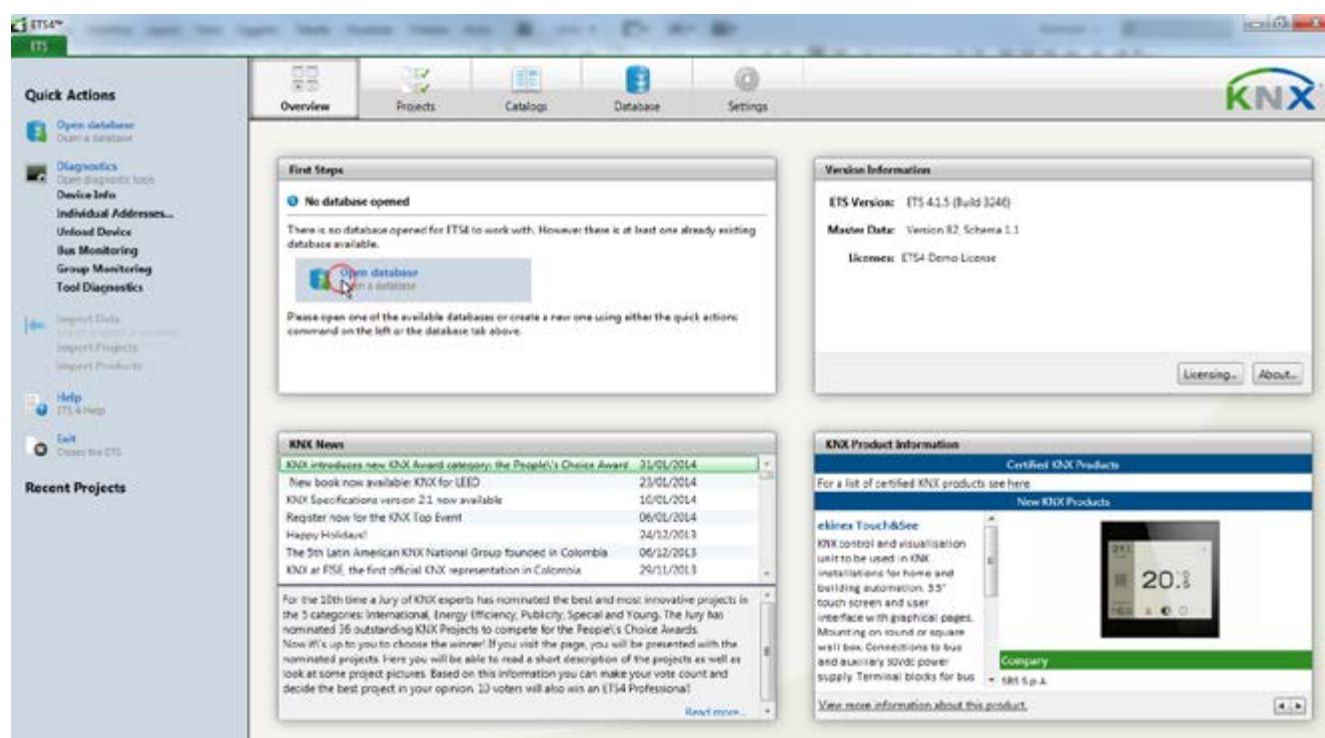 ETS4™
ETS
Quick Actions
Open database
Open a database
Diagnostics
Open diagnostic tools
Device Info
Individual Addresses...
Unload Device
Bus Monitoring
Group Monitoring
Tool Diagnostics
Import Data
Import Projects
Import Products
Help
ETS 4 Help
Exit
Closes the ETS
Recent Projects
Overview
Projects
Catalogs
Database
Settings
KNX
First Steps
No database opened
There is no database opened for ETS4 to work with. However there is at least one already existing
database available.
Open database
Open a database
Please open one of the available databases or create a new one using either the quick actions
command on the left or the database tab above.
Version Information
ETS Version: ETS 4.1.5 (Build 3246)
Master Data: Version 82, Schema 1.1
Licenses: ETS4 Demo License
Licensing... About...
KNX News
KNX introduces new KNX Award category: the People\'s Choice Award 31/01/2014
New book now available: KNX for LEED 23/01/2014
KNX Specifications version 2.1 now available 10/01/2014
Register now for the KNX Top Event 06/01/2014
Happy Holidays! 24/12/2013
The 5th Latin American KNX National Group founded in Colombia 06/12/2013
KNX at FISE, the first official KNX representation in Colomoia 29/11/2013
For the 10th time a Jury of KNX experts has nominated the best and most innovative projects in
the 5 categories: International, Energy Efficiency, Publicity, Special and Young. The Jury has
nominated 36 outstanding KNX Projects to compete for the People\'s Choice Awards.
Now it\'s up to you to choose the winner! If you visit the page, you will be presented with the
nominated projects. Here you will be able to read a short description of the projects as well as
look at some project pictures. Based on this information you can make your vote count and
decide the best project in your opinion. 10 voters will also win an ETS4 Professional!
Read more...
KNX Product Information
Certified KNX Products
For a list of certified KNX products see here
New KNX Products
ekinex Touch&See
KNX control and visualisation
unit to be used in KNX
installations for home and
building automation. 3.5"
touch screen and user
interface with graphical pages.
Mounting on round or square
wall box. Connections to bus
and auxiliary 30Vdc power
supply. Terminal blocks for bus
20.
Company
SBS S.p.A.
View more information about this product.